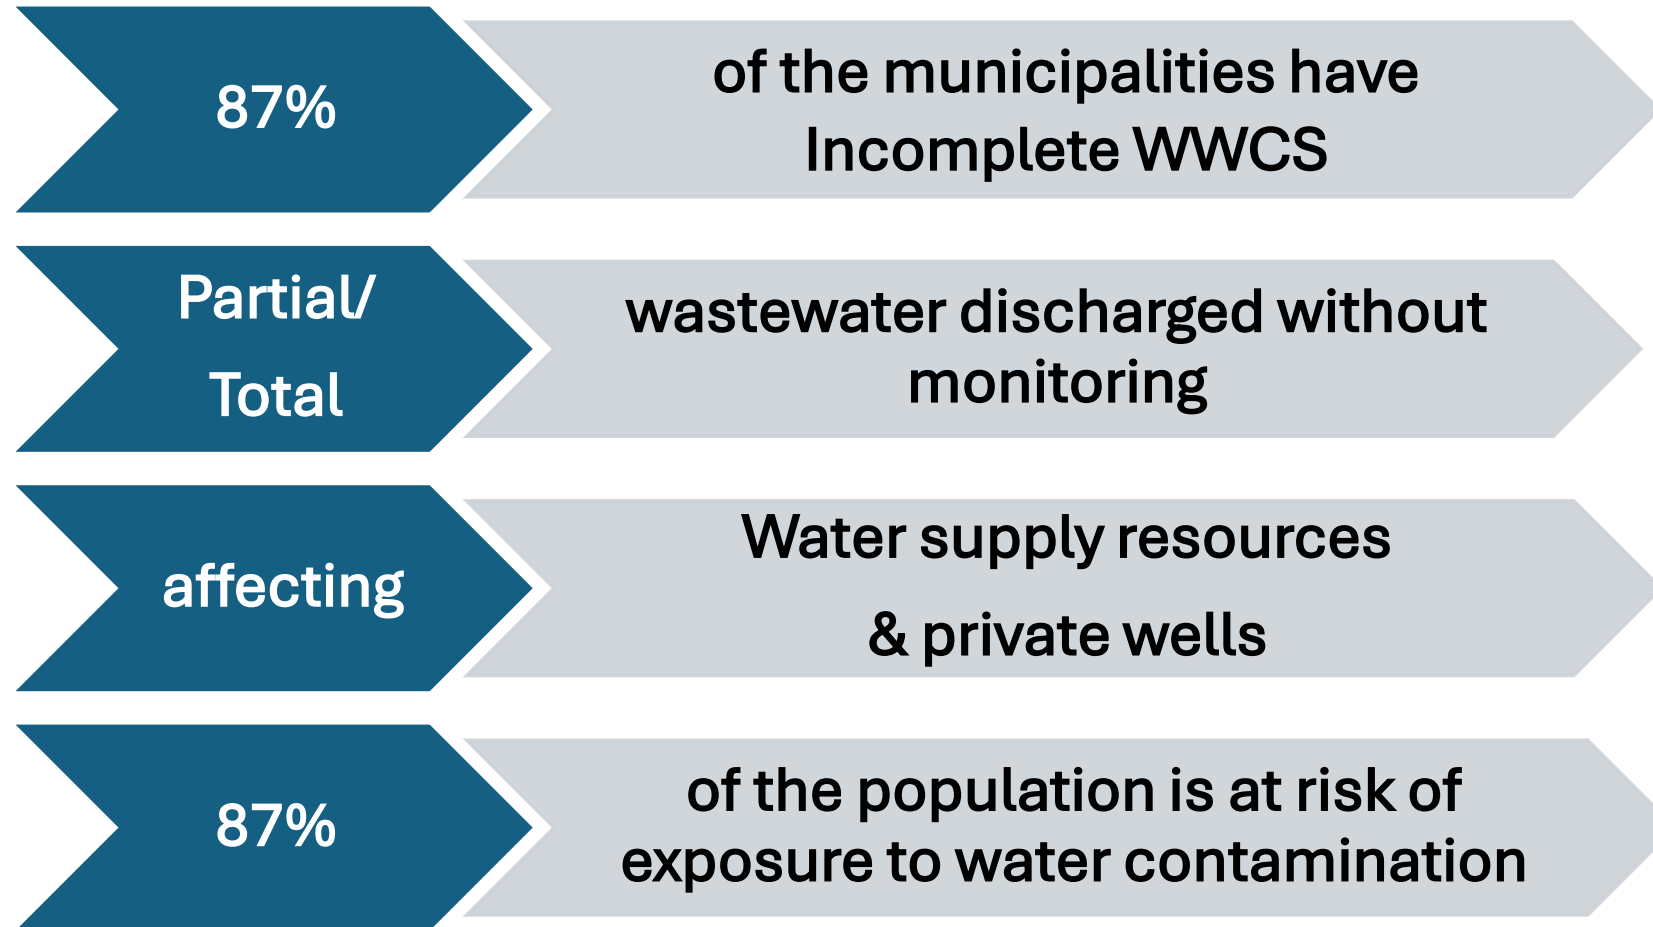 87%
of the municipalities have
Incomplete WWCS
Partial/
Total
wastewater discharged without
monitoring
affecting
Water supply resources
& private wells
87%
of the population is at risk of
exposure to water contamination